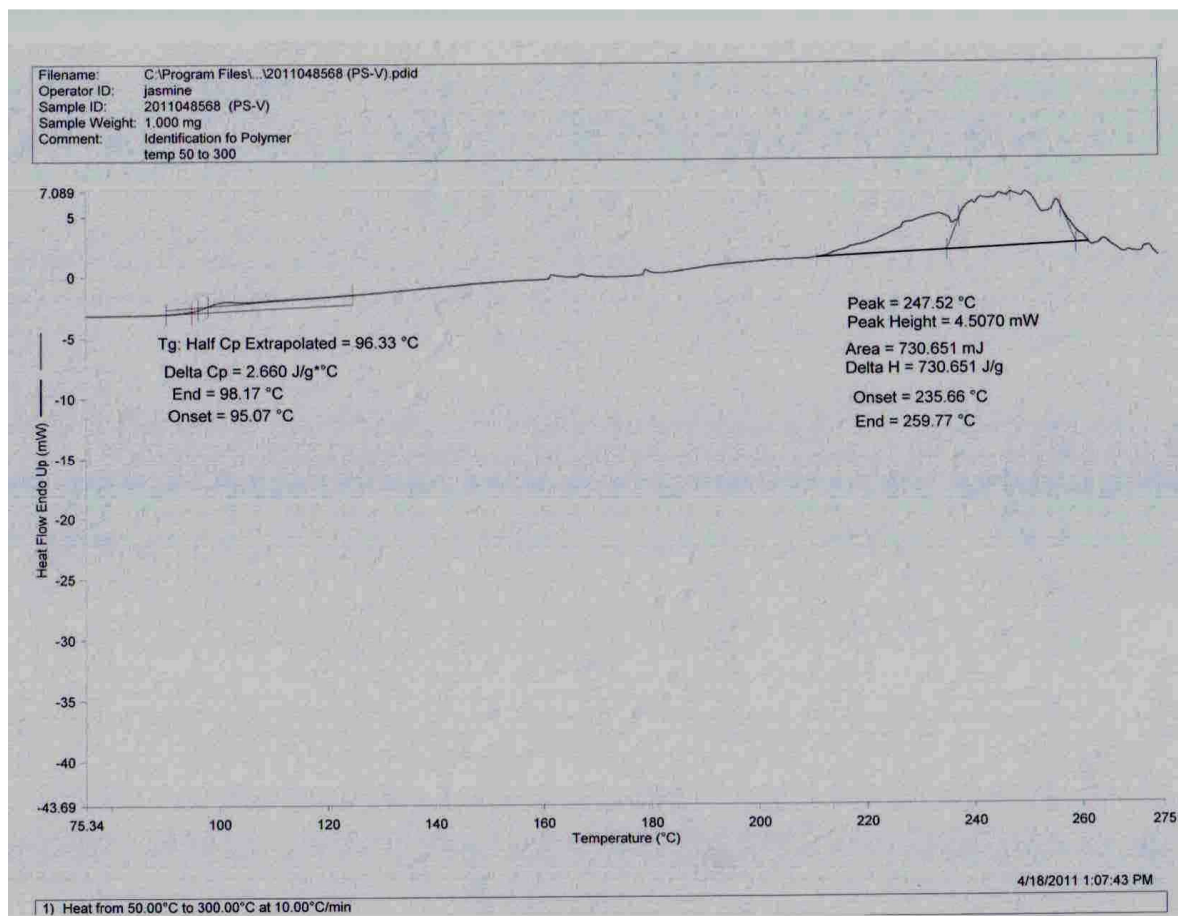 Filename: C:\Program Files\...\2011048568 (PS-V).pdid
Operator ID: jasmine
Sample ID: 2011048568 (PS-V)
Sample Weight: 1.000 mg
Comment: Identification fo Polymer
temp 50 to 300
7.089
5
0
-5
-10
-15
-20
-25
-30
-35
-40
-43.69
Heat Flow Endo Up (mW)
Tg: Half Cp Extrapolated = 96.33 °C
Delta Cp = 2.660 J/g*°C
End = 98.17 °C
Onset = 95.07 °C
Peak = 247.52 °C
Peak Height = 4.5070 mW
Area = 730.651 mJ
Delta H = 730.651 J/g
Onset = 235.66 °C
End = 259.77 °C
75.34 100 120 140 160 180 200 220 240 260 275
Temperature (°C)
4/18/2011 1:07:43 PM
1) Heat from 50.00°C to 300.00°C at 10.00°C/min